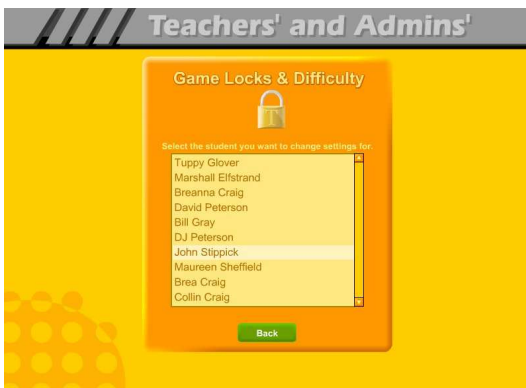 Teachers' and Admins'
Game Locks & Difficulty
Select the student you want to change settings for.
Tuppy Glover
Marshall Elfstrand
Breanna Craig
David Peterson
Bill Gray
DJ Peterson
John Stippick
Maureen Sheffield
Brea Craig
Collin Craig
Back